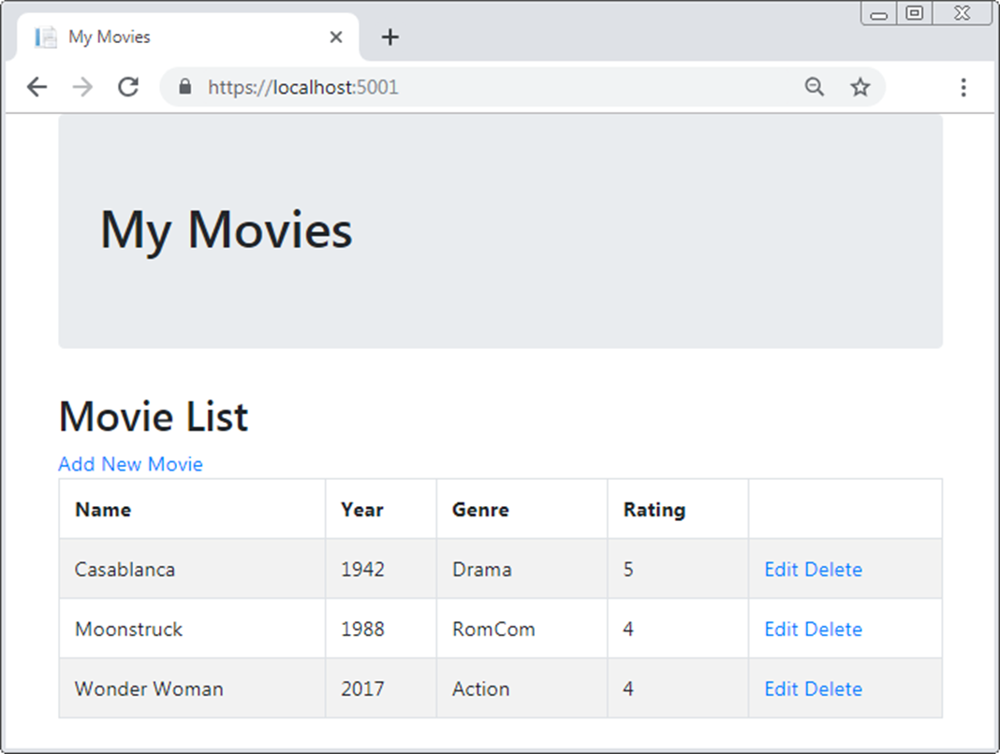 My Movies
https://localhost:5001
My Movies
Movie List
Add New Movie
Name Year Genre Rating
Casablanca 1942 Drama 5 Edit Delete
Moonstruck 1988 RomCom 4 Edit Delete
Wonder Woman 2017 Action 4 Edit Delete